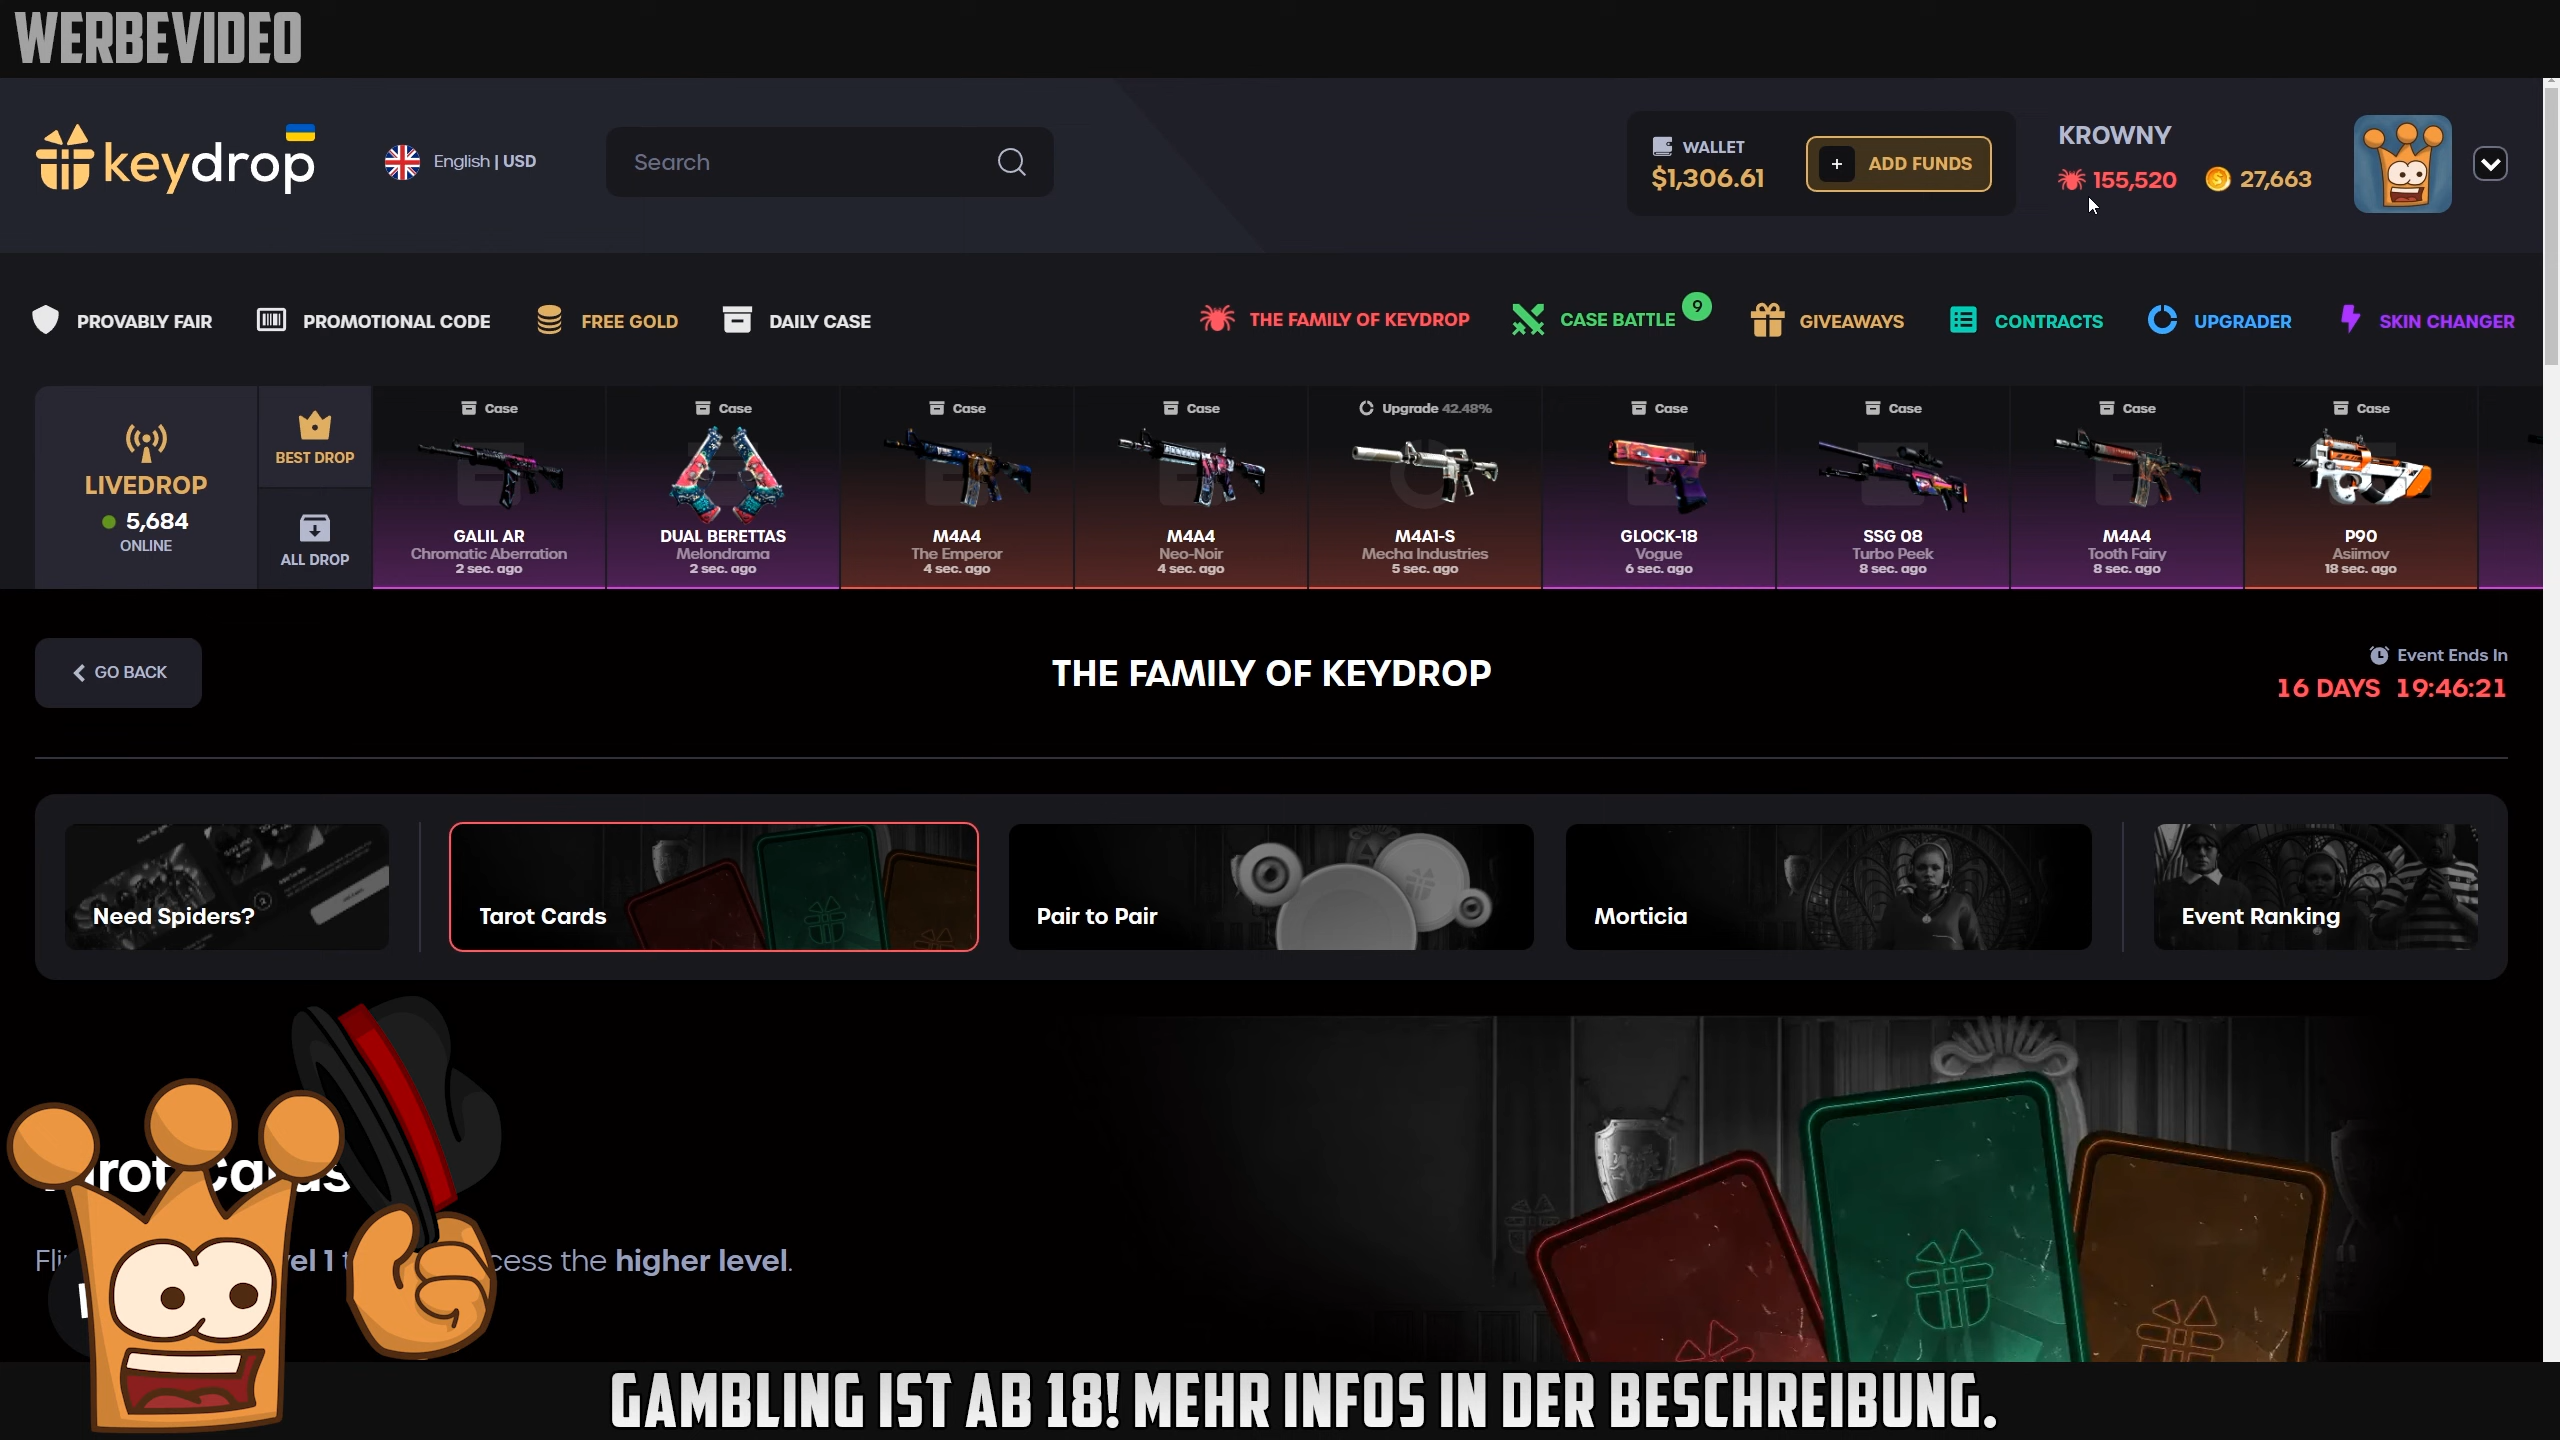 WERBEVIDEO
keydrop
English | USD
Search
WALLET
$1,306.61
+ ADD FUNDS
KROWNY
155,520
27,663
PROVABLY FAIR
PROMOTIONAL CODE
FREE GOLD
DAILY CASE
THE FAMILY OF KEYDROP
CASE BATTLE
9
GIVEAWAYS
CONTRACTS
UPGRADER
SKIN CHANGER
LIVEDROP
5,684
ONLINE
BEST DROP
ALL DROP
Case
GALIL AR
Chromatic Aberration
2 sec. ago
Case
DUAL BERETTAS
Melondrama
2 sec. ago
Case
M4A4
The Emperor
4 sec. ago
Case
M4A4
Neo-Noir
4 sec. ago
Upgrade 42.48%
M4A1-S
Mecha Industries
5 sec. ago
Case
GLOCK-18
Vogue
6 sec. ago
Case
SSG 08
Turbo Peek
8 sec. ago
Case
M4A4
Tooth Fairy
8 sec. ago
Case
P90
Asiimov
18 sec. ago
GO BACK
THE FAMILY OF KEYDROP
Event Ends In
16 DAYS 19:46:21
Need Spiders?
Tarot Cards
Pair to Pair
Morticia
Event Ranking
the higher level.
GAMBLING IST AB 18! MEHR INFOS IN DER BESCHREIBUNG.